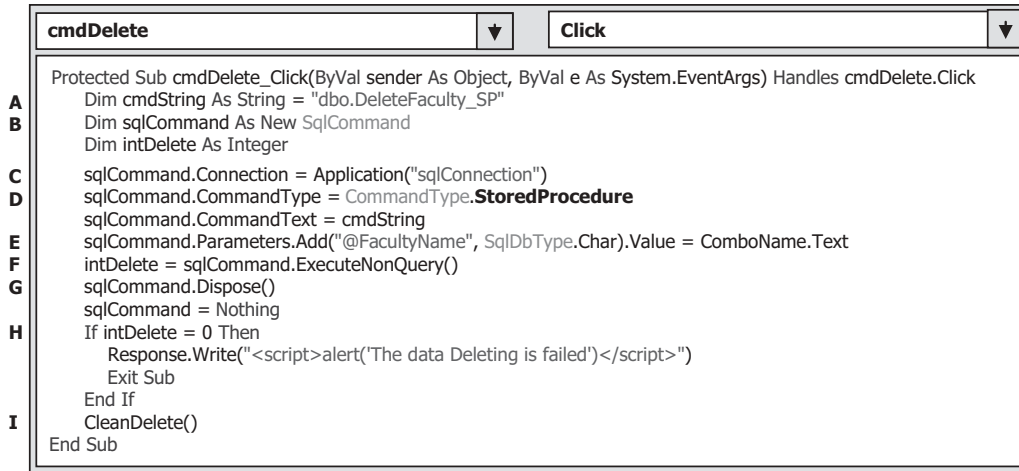 cmdDelete Click
Protected Sub cmdDelete_Click(ByVal sender As Object, ByVal e As System.EventArgs) Handles cmdDelete.Click
A Dim cmdString As String = "dbo.DeleteFaculty_SP"
B Dim sqlCommand As New SqlCommand
Dim intDelete As Integer
C sqlCommand.Connection = Application("sqlConnection")
D sqlCommand.CommandType = CommandType.StoredProcedure
sqlCommand.CommandText = cmdString
E sqlCommand.Parameters.Add("@FacultyName", SqlDbType.Char).Value = ComboName.Text
F intDelete = sqlCommand.ExecuteNonQuery()
G sqlCommand.Dispose()
sqlCommand = Nothing
H If intDelete = 0 Then
Response.Write("<script>alert('The data Deleting is failed')</script>")
Exit Sub
End If
I CleanDelete()
End Sub